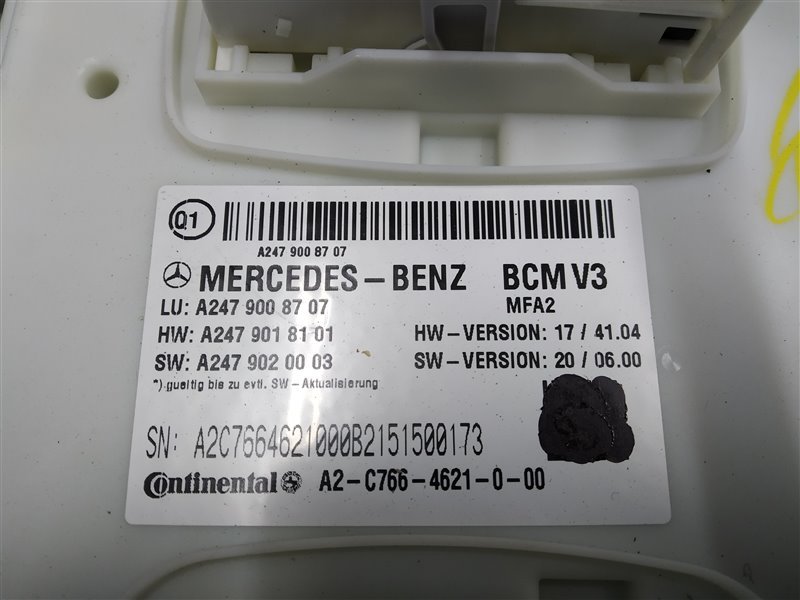 Q1
A247 900 87 07
MERCEDES-BENZ BCM V3
LU: A247 900 87 07 MFA2
HW: A247 901 81 01 HW-VERSION: 17 / 41.04
SW: A247 902 00 03 SW-VERSION: 20 / 06.00
*).gueltig bis zu evtl. SW-Aktualisierung
SN: A2C7664621000B2151500173
Continental A2-C766-4621-0-00